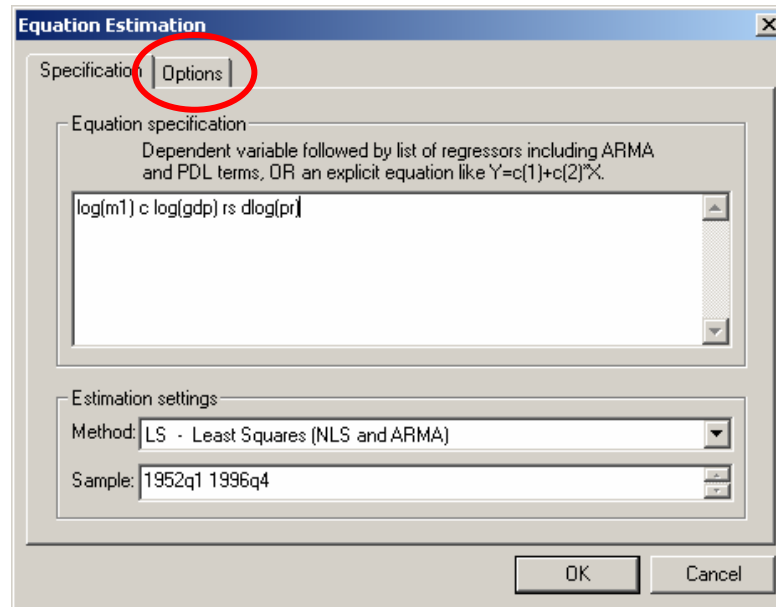 Equation Estimation
Specification Options
Equation specification
Dependent variable followed by list of regressors including ARMA
and PDL terms, OR an explicit equation like Y=c(1)+c(2)*X.
log(m1) c log(gdp) rs dlog(pr)
Estimation settings
Method: LS - Least Squares (NLS and ARMA)
Sample: 1952q1 1996q4
OK Cancel